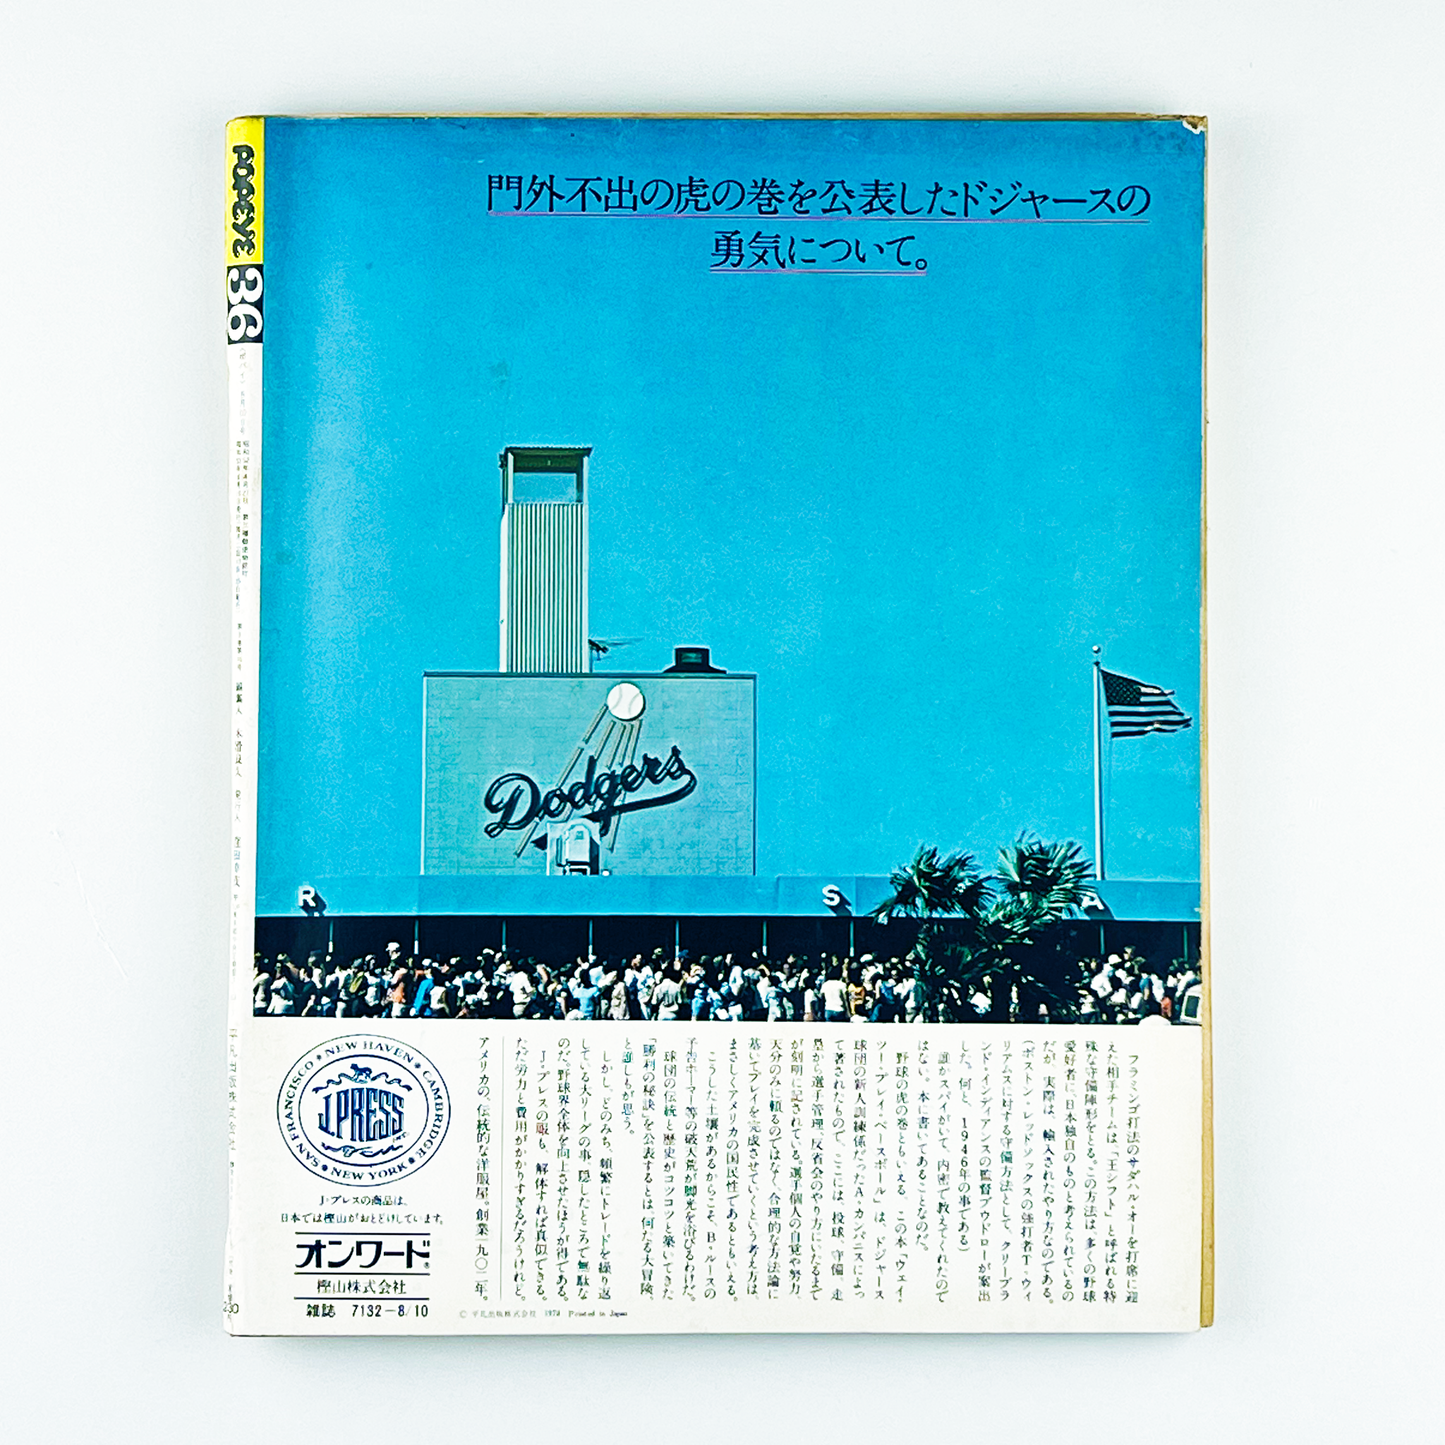 POPEYE
36
門外不出の虎の巻を公表したドジャースの
勇気について。
Dodgers
R
S
A
フラミンゴ打法のサダハル・オーを打席に迎
えた相手チームは、「王シフト」と呼ばれる特
殊な守備陣形をとる。この方法は、多くの野球
愛好者に、日本独自のものと考えられているの
だが、実際は、輸入されたやり方なのである。
(ボストン・レッドソックスの強打者T・ウィ
リアムスに対する守備方法として、クリーブラ
ンド・インディアンスの監督ブウドローが案出
した。何と、1946年の事である)
誰かスパイがいて、内密で教えてくれたので
はない。本に書いてあることなのだ。
野球の虎の巻ともいえる、この本「ウェイ・
ツー・プレイ・ベースボール」は、ドジャース
球団の新人訓練係だったA・カンパニスによっ
て著されたもので、ここには、投球、守備、走
塁から選手管理、反省会のやり方にいたるまで
が刻明に記されている。選手個人の自覚や努力、
天分のみに頼るのではなく、合理的な方法論に
基いてプレイを完成させていくという考え方は、
まさしくアメリカの国民性であるともいえる。
こうした土壌があるからこそ、B・ルースの
予告ホーマー等の破天荒が脚光を浴びるわけだ。
球団の伝統と歴史がコツコツと築いてきた
「勝利の秘訣」を公表するとは、何たる大冒険、
と誰しもが思う。
しかし、どのみち、頻繁にトレードを繰り返
している大リーグの事、隠したところで無駄な
のだ。野球界全体を向上させたほうが得である。
J・プレスの服も、解体すれば真似できる。
ただ労力と費用がかかりすぎるだろうけれど。
アメリカの、伝統的な洋服屋。創業一九〇二年。
SAN FRANCISCO • NEW HAVEN • CAMBRIDGE • NEW YORK
J. PRESS INC.
J・プレスの商品は、
日本では樫山がおとどけしています。
オンワード®
樫山株式会社
雑誌 7132-8/10
© 平凡出版株式会社 1978 Printed in Japan
230